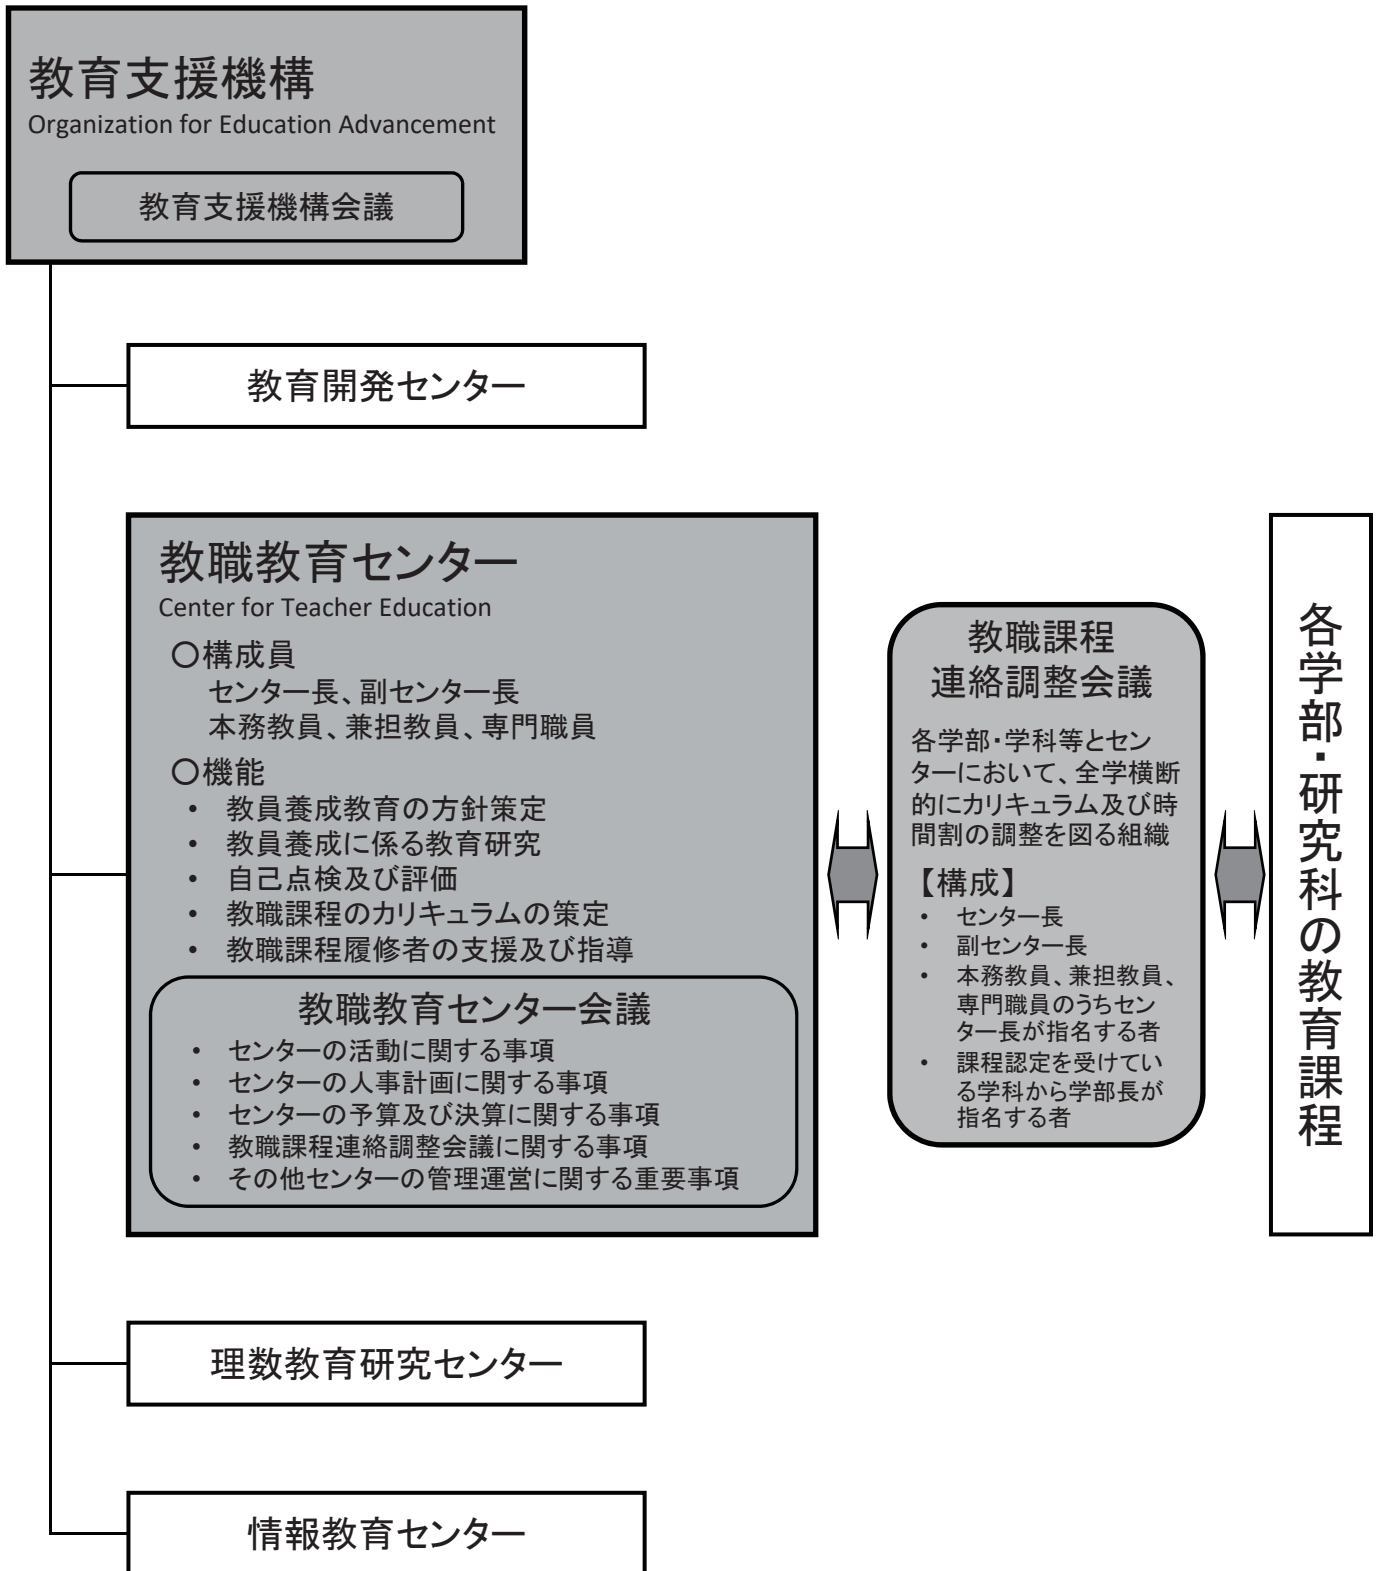 教育支援機構
Organization for Education Advancement
教育支援機構会議
教育開発センター
教職教育センター
Center for Teacher Education
○構成員
センター長、副センター長
本務教員、兼担教員、専門職員
○機能
• 教員養成教育の方針策定
• 教員養成に係る教育研究
• 自己点検及び評価
• 教職課程のカリキュラムの策定
• 教職課程履修者の支援及び指導
教職教育センター会議
• センターの活動に関する事項
• センターの人事計画に関する事項
• センターの予算及び決算に関する事項
• 教職課程連絡調整会議に関する事項
• その他センターの管理運営に関する重要事項
教職課程
連絡調整会議
各学部・学科等とセン
ターにおいて、全学横断
的にカリキュラム及び時
間割の調整を図る組織
【構成】
• センター長
• 副センター長
• 本務教員、兼担教員、
専門職員のうちセン
ター長が指名する者
• 課程認定を受けてい
る学科から学部長が
指名する者
各学部・研究科の教育課程
理数教育研究センター
情報教育センター